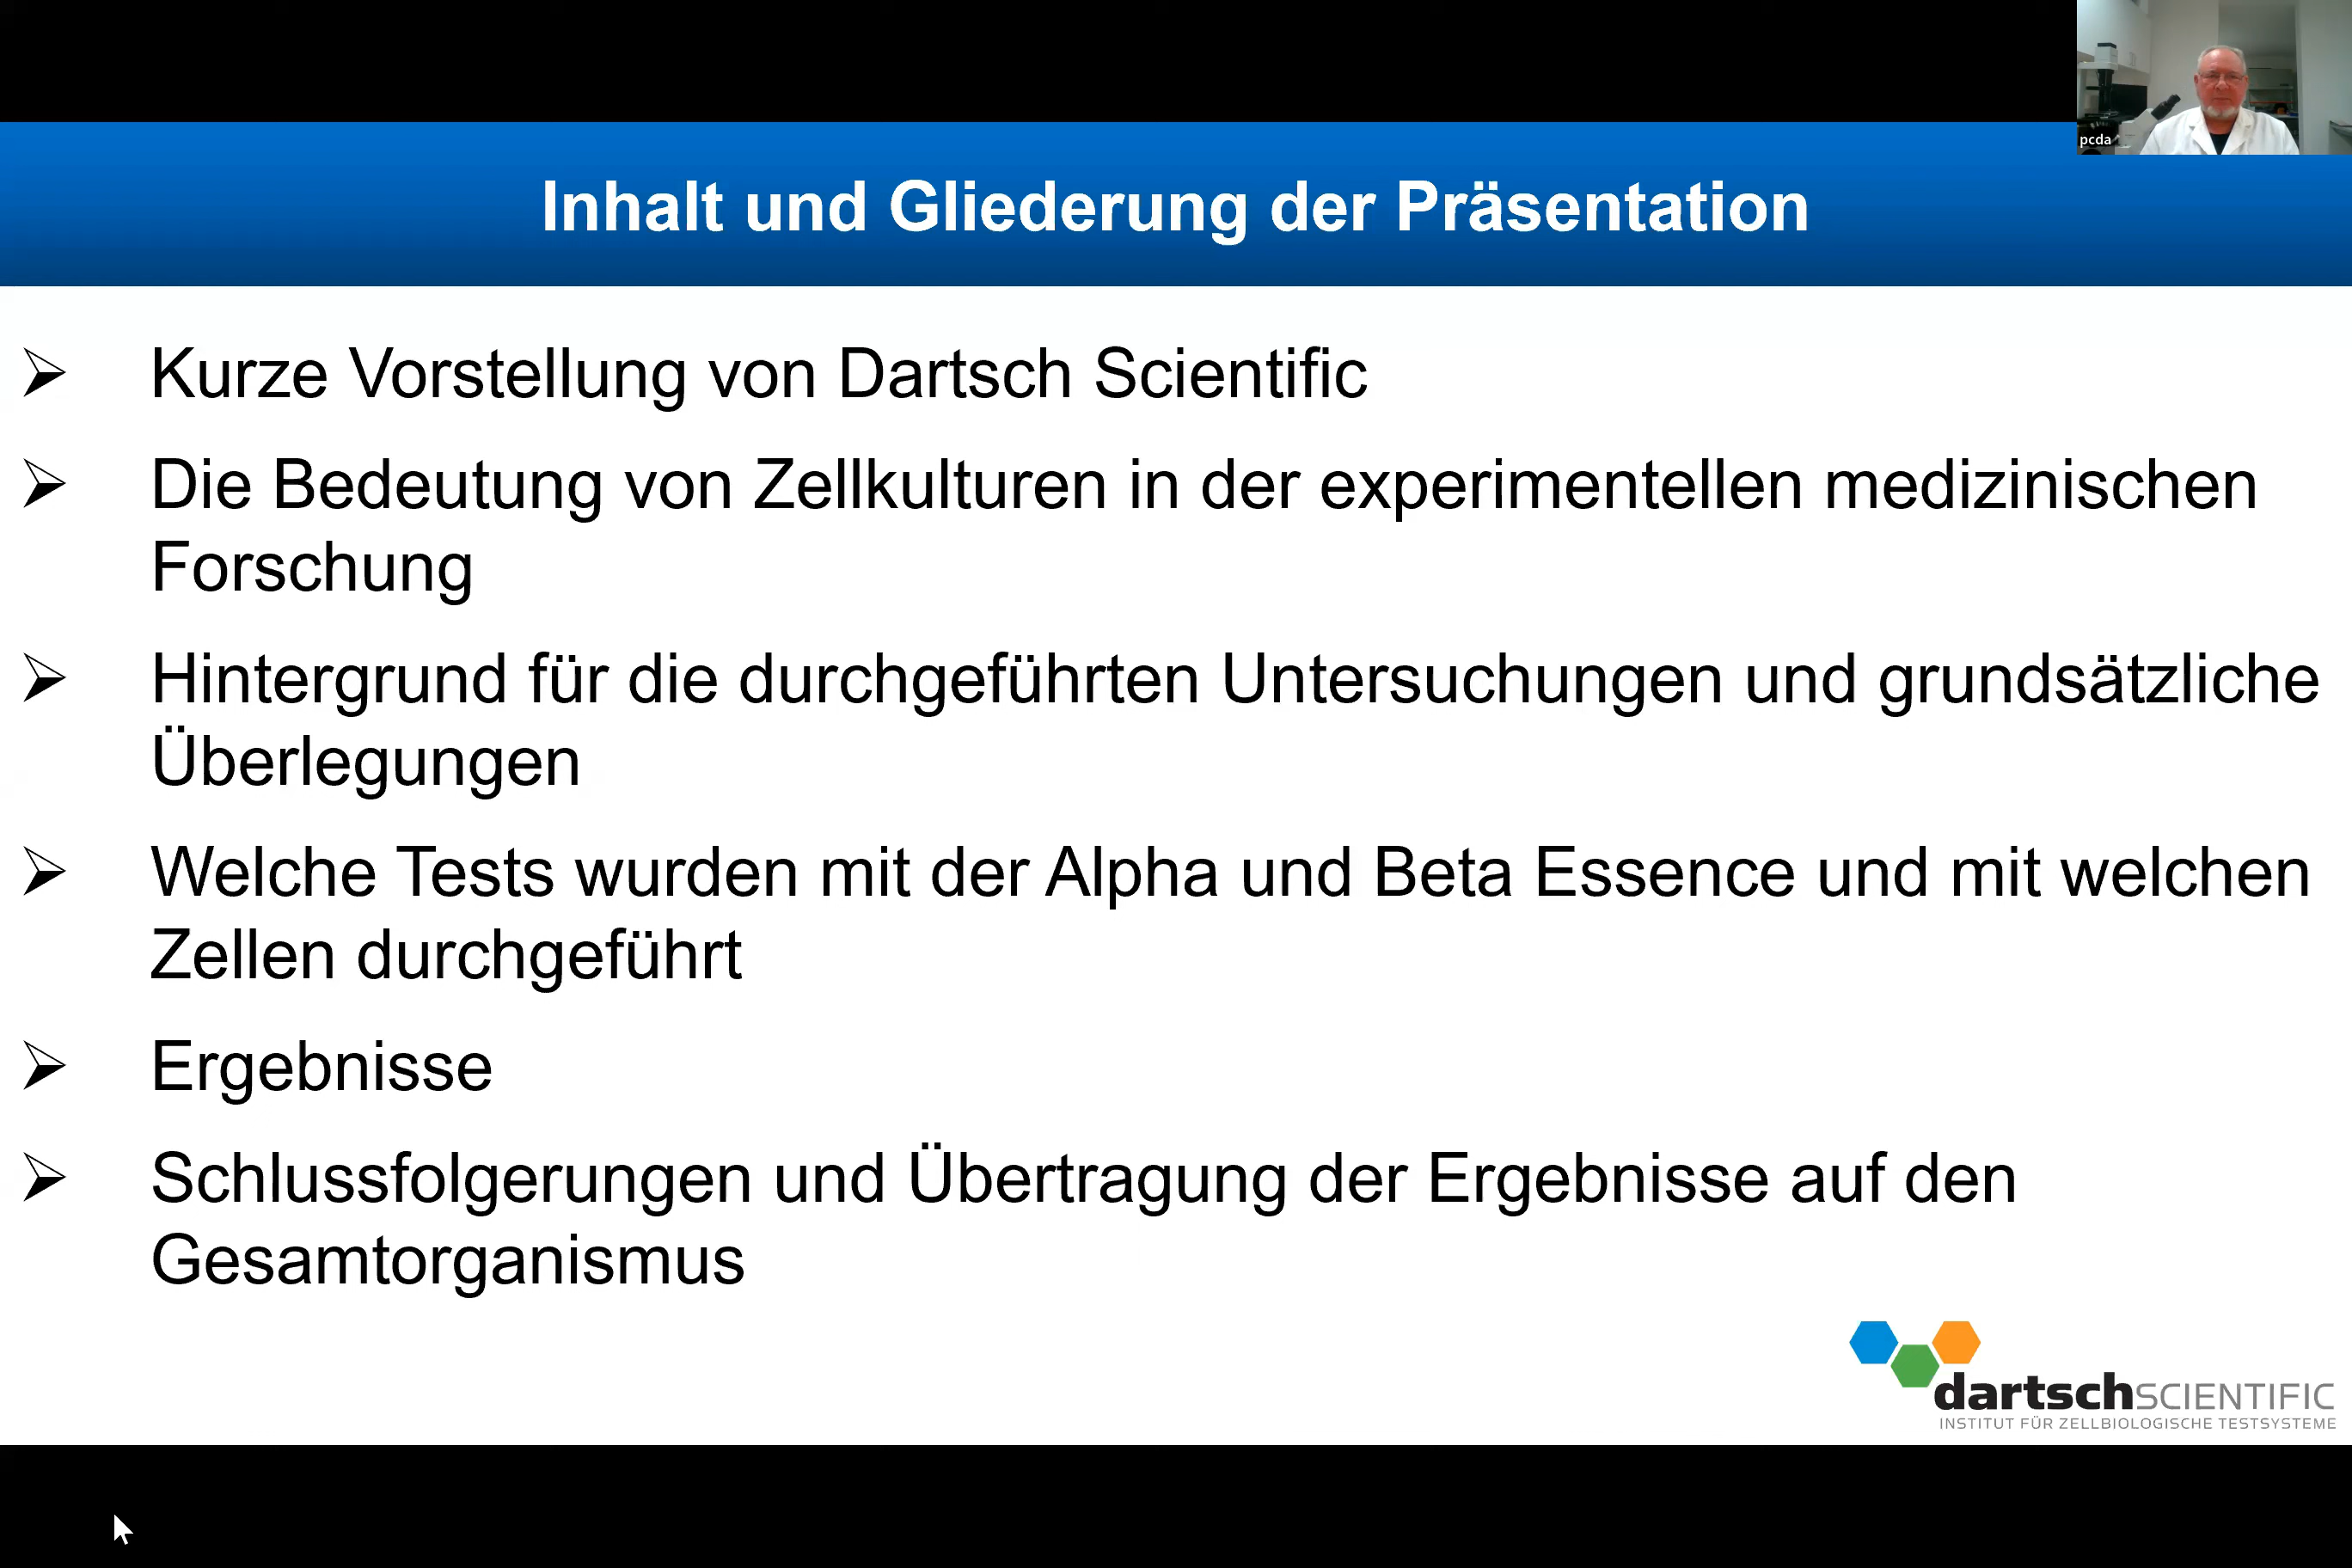 pcda
Inhalt und Gliederung der Präsentation
Kurze Vorstellung von Dartsch Scientific
Die Bedeutung von Zellkulturen in der experimentellen medizinischen
Forschung
Hintergrund für die durchgeführten Untersuchungen und grundsätzliche
Überlegungen
Welche Tests wurden mit der Alpha und Beta Essence und mit welchen
Zellen durchgeführt
Ergebnisse
Schlussfolgerungen und Übertragung der Ergebnisse auf den
Gesamtorganismus
dartschSCIENTIFIC
INSTITUT FÜR ZELLBIOLOGISCHE TESTSYSTEME